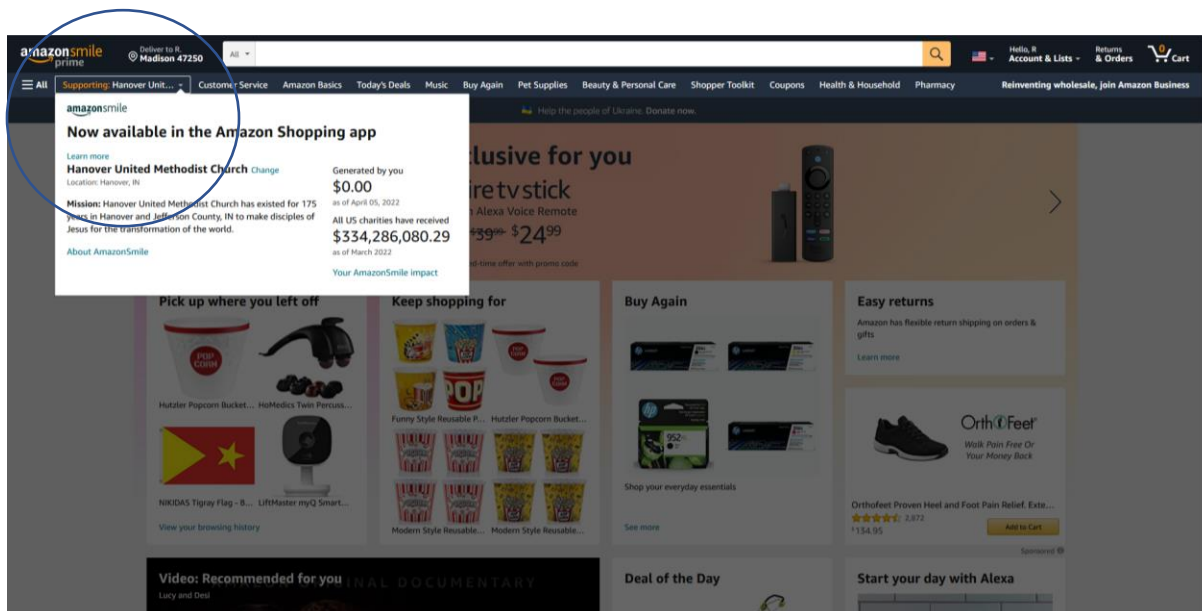 amazonsmile
prime
Deliver to R.
Madison 47250
All
Hello, R
Account & Lists
Returns
& Orders
0
Cart
All
Supporting: Hanover Unit...
Customer Service
Amazon Basics
Today's Deals
Music
Buy Again
Pet Supplies
Beauty & Personal Care
Shopper Toolkit
Coupons
Health & Household
Pharmacy
Reinventing wholesale, join Amazon Business
Help the people of Ukraine. Donate now.
amazonsmile
Now available in the Amazon Shopping app
Learn more
Hanover United Methodist Church Change
Location: Hanover, IN
Mission: Hanover United Methodist Church has existed for 175
years in Hanover and Jefferson County, IN to make disciples of
Jesus for the transformation of the world.
About AmazonSmile
Generated by you
$0.00
as of April 05, 2022
All US charities have received
$334,286,080.29
as of March 2022
Your AmazonSmile impact
clusive for you
ire tv stick
Alexa Voice Remote
$3999 $2499
ed-time offer with promo code
Pick up where you left off
POP
CORN
Hutzler Popcorn Bucket...
HoMedics Twin Percuss...
NIKIDAS Tigray Flag - B...
LiftMaster myQ Smart...
View your browsing history
Keep shopping for
POP
Funny Style Reusable P...
Hutzler Popcorn Bucket...
Modern Style Reusable...
Modern Style Reusable...
Buy Again
hp
952
Shop your everyday essentials
See more
Easy returns
Amazon has flexible return shipping on orders &
gifts
Learn more
OrthoFeet
Walk Pain Free Or
Your Money Back
Orthofeet Proven Heel and Foot Pain Relief. Exte...
2,872
$134.95
Add to Cart
Sponsored
Video: Recommended for you
AMAZON ORIGINAL DOCUMENTARY
Lucy and Desi
Deal of the Day
Start your day with Alexa